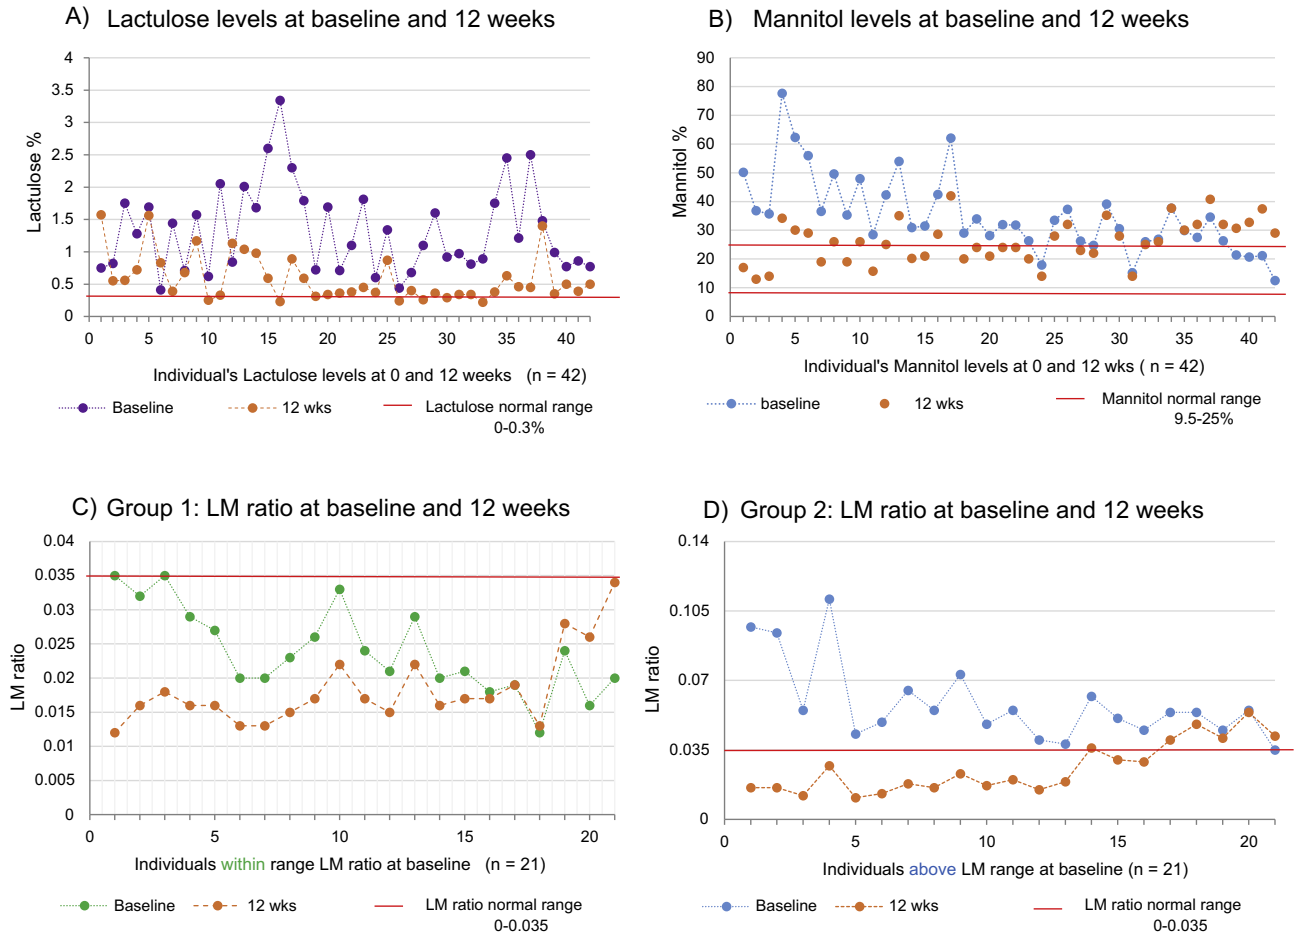 A) Lactulose levels at baseline and 12 weeks
4
3.5
3
2.5
2
1.5
1
0.5
0
Lactulose %
0 5 10 15 20 25 30 35 40
Individual's Lactulose levels at 0 and 12 weeks (n = 42)
Baseline 12 wks Lactulose normal range
0-0.3%
B) Mannitol levels at baseline and 12 weeks
90
80
70
60
50
40
30
20
10
0
Mannitol %
0 5 10 15 20 25 30 35 40
Individual's Mannitol levels at 0 and 12 wks ( n = 42)
baseline 12 wks Mannitol normal range
9.5-25%
C) Group 1: LM ratio at baseline and 12 weeks
0.04
0.035
0.03
0.025
0.02
0.015
0.01
0.005
0
LM ratio
0 5 10 15 20
Individuals within range LM ratio at baseline (n = 21)
Baseline 12 wks LM ratio normal range
0-0.035
D) Group 2: LM ratio at baseline and 12 weeks
0.14
0.105
0.07
0.035
0
LM ratio
0 5 10 15 20
Individuals above LM range at baseline (n = 21)
Baseline 12 wks LM ratio normal range
0-0.035